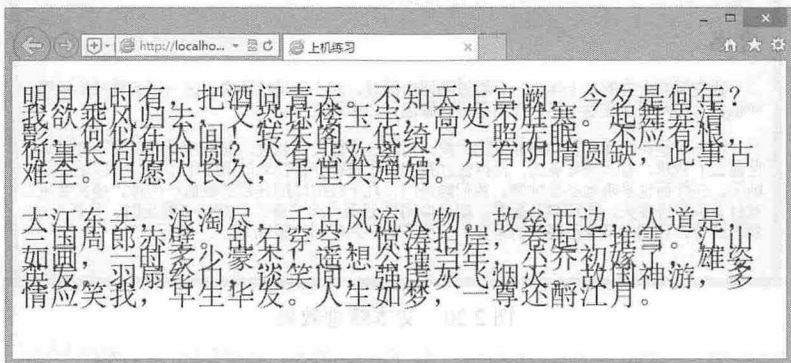 http://localho...
上机练习
明月几时有，把酒问青天。不知天上宫阙，今夕是何年？
我欲乘风归去，又恐琼楼玉宇，高处不胜寒。起舞弄清
影，何似在人间！转朱阁，低绮户，照无眠。不应有恨，
何事长向别时圆？人有悲欢离合，月有阴晴圆缺，此事古
难全。但愿人长久，千里共婵娟。
大江东去，浪淘尽，千古风流人物。故垒西边，人道是，
三国周郎赤壁。乱石穿空，惊涛拍岸，卷起千堆雪。江山
如画，一时多少豪杰！遥想公瑾当年，小乔初嫁了，雄姿
英发，羽扇纶巾，谈笑间，强虏灰飞烟灭。故国神游，多
情应笑我，早生华发。人生如梦，一尊还酹江月。